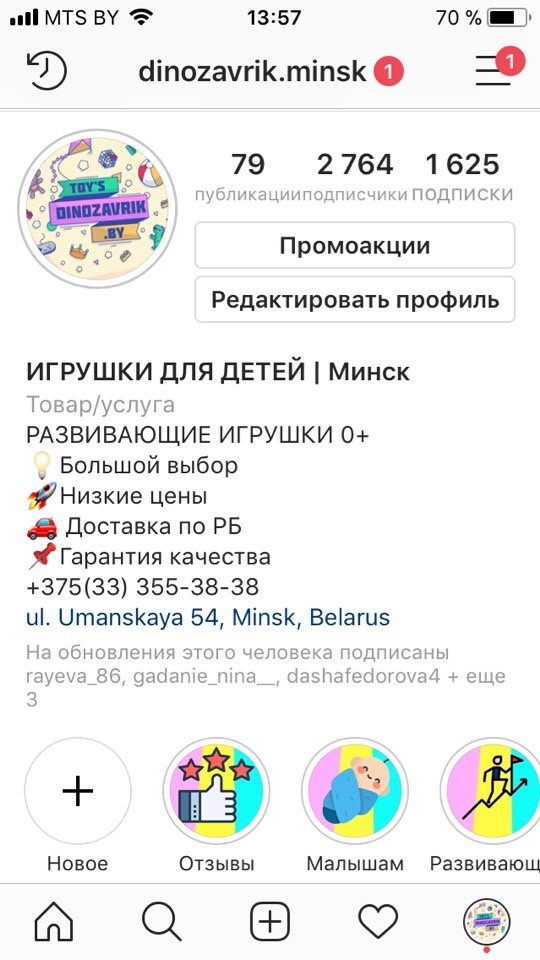 MTS BY 13:57 70 %
dinozavrik.minsk 1 1
TOY'S
DINOZAVRIK
.BY
79 2 764 1 625
публикации подписчики подписки
Промоакции
Редактировать профиль
ИГРУШКИ ДЛЯ ДЕТЕЙ | Минск
Товар/услуга
РАЗВИВАЮЩИЕ ИГРУШКИ 0+
Большой выбор
Низкие цены
Доставка по РБ
Гарантия качества
+375(33) 355-38-38
ul. Umanskaya 54, Minsk, Belarus
На обновления этого человека подписаны
rayeva_86, gadanie_nina__, dashafedorova4 + еще
3
Новое Отзывы Малышам Развивающ
TOY'S
DINOZAVRIK
.BY